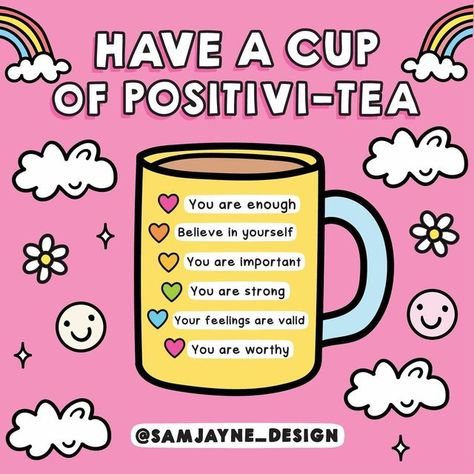 HAVE A CUP
OF POSITIVI-TEA
You are enough
Believe in yourself
You are important
You are strong
Your feelings are valid
You are worthy
@SAMJAYNE_DESIGN